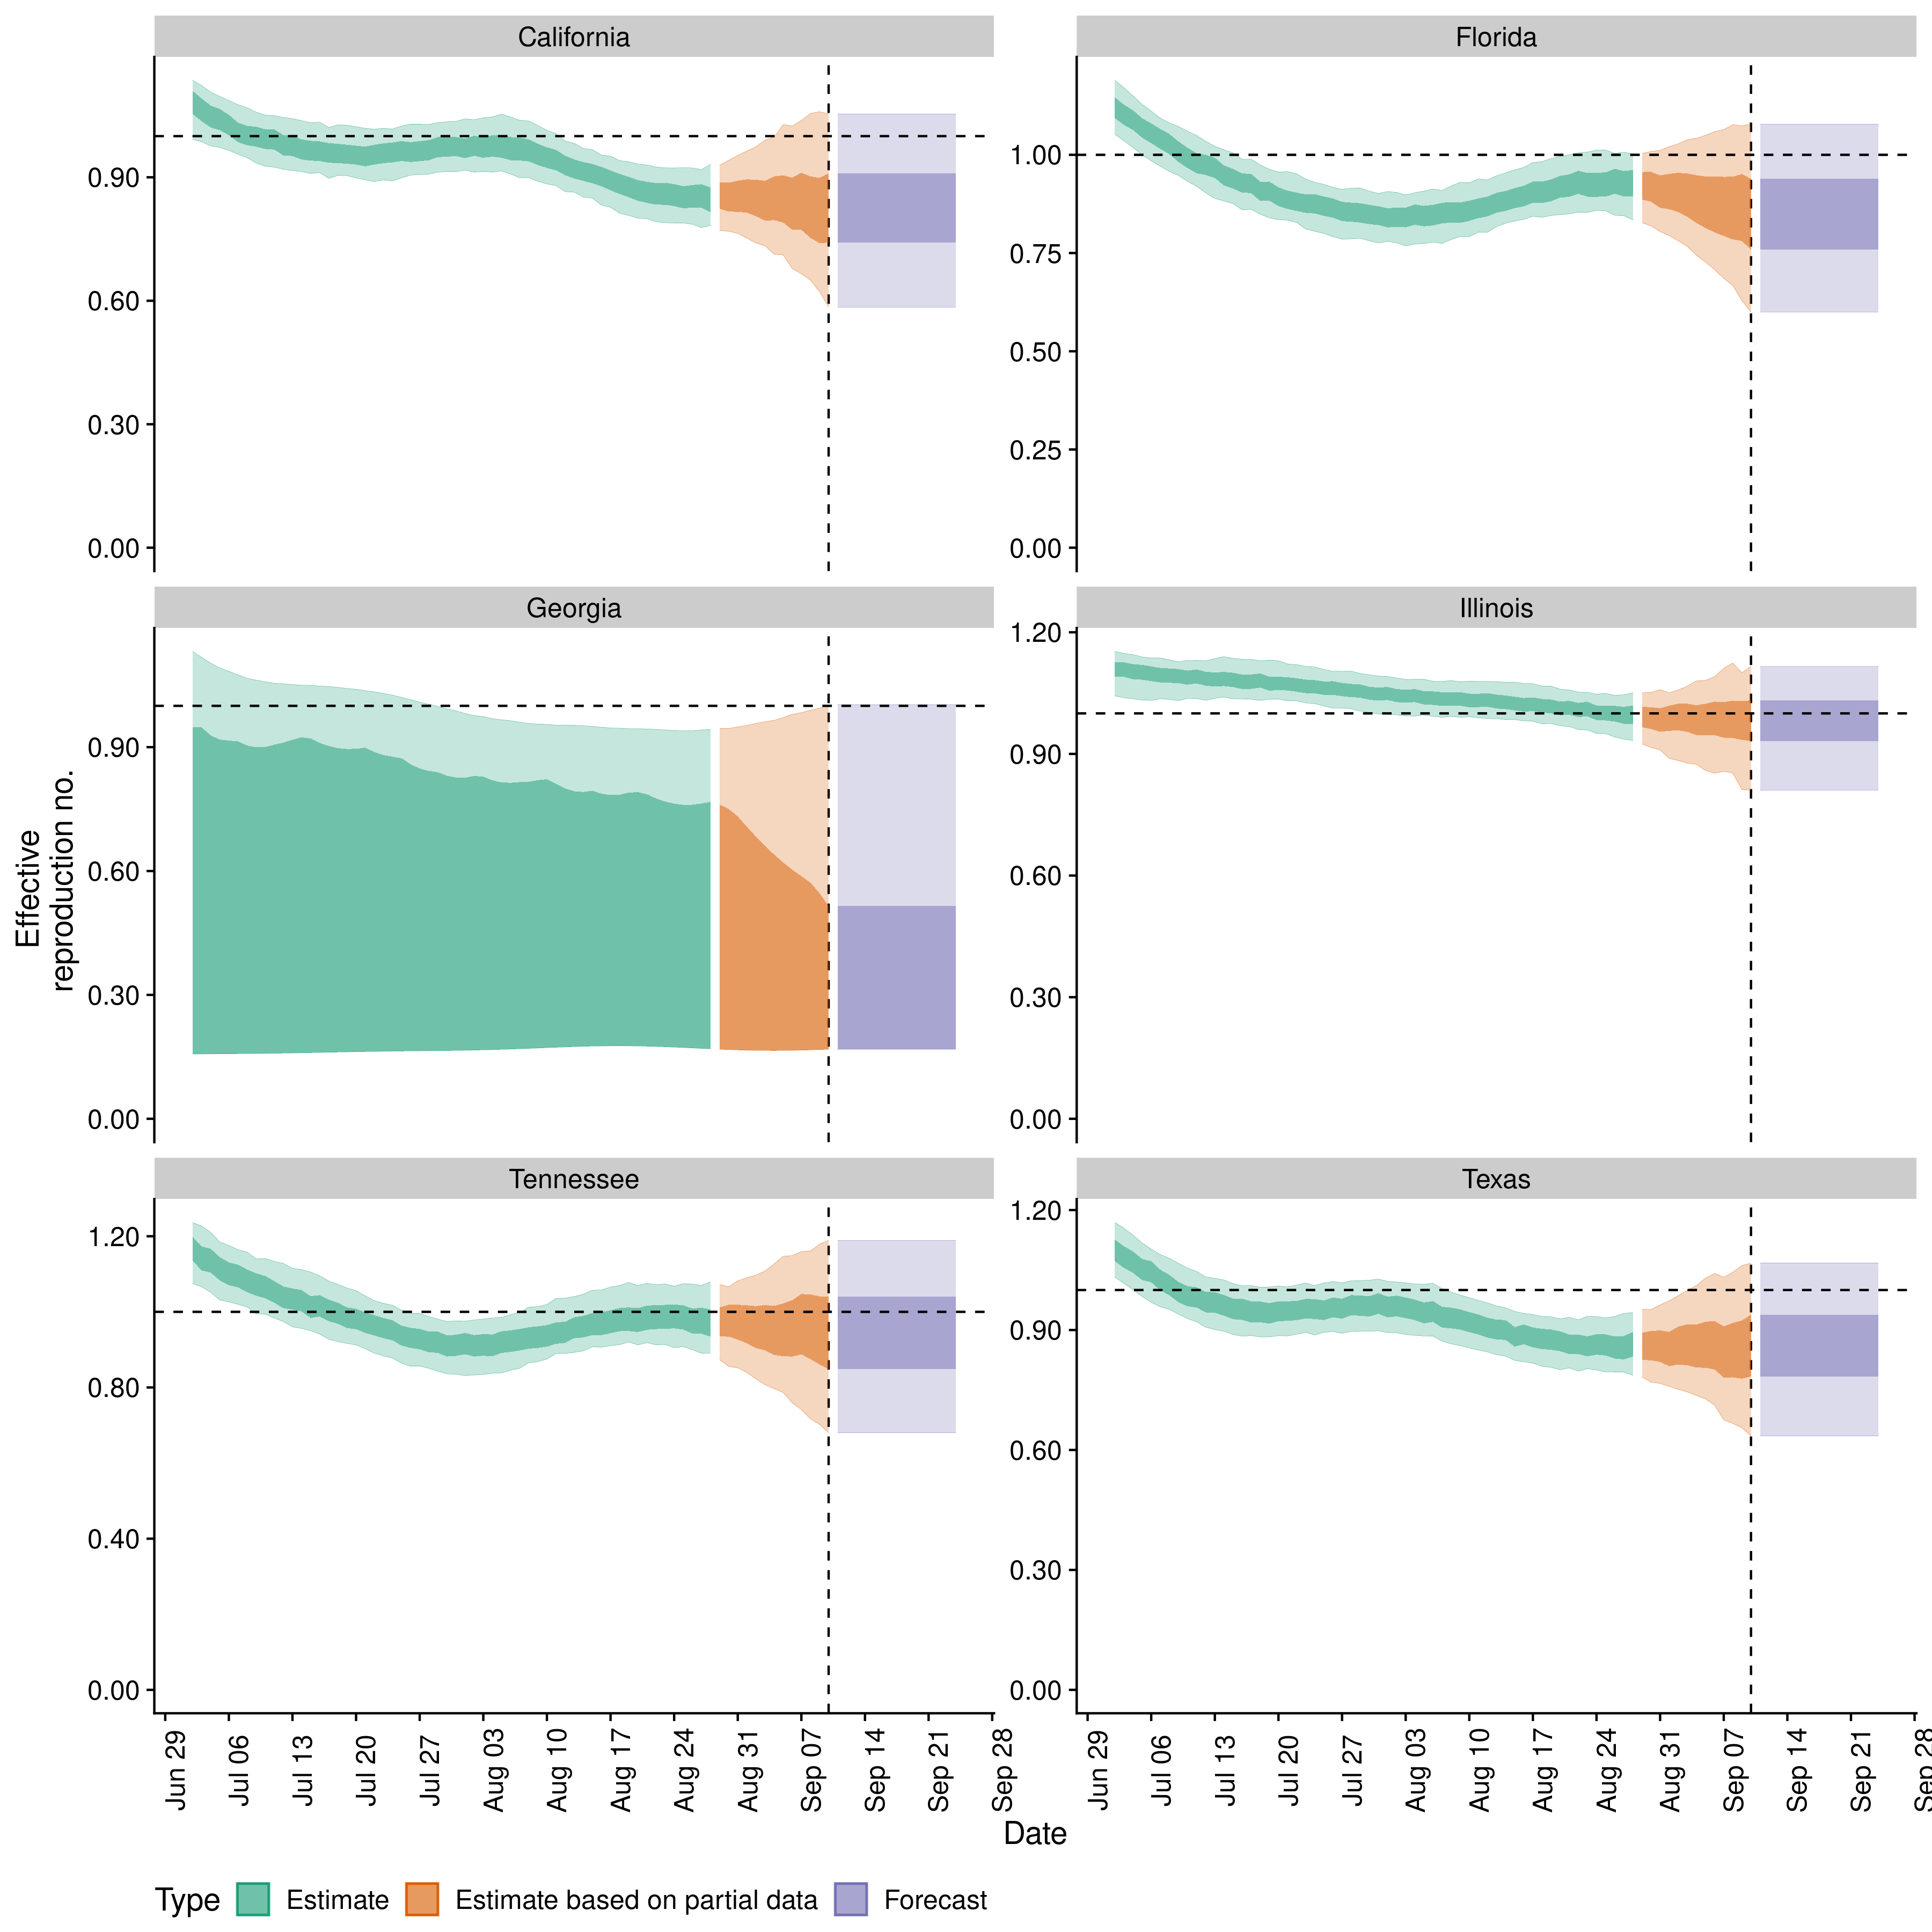 California
Florida
0.90
0.60
0.30
0.00
1.00
0.75
0.50
0.25
0.00
Georgia
Illinois
0.90
0.60
0.30
0.00
1.20
0.90
0.60
0.30
0.00
Effective
reproduction no.
Tennessee
Texas
1.20
0.80
0.40
0.00
1.20
0.90
0.60
0.30
0.00
Jun 29
Jul 06
Jul 13
Jul 20
Jul 27
Aug 03
Aug 10
Aug 17
Aug 24
Aug 31
Sep 07
Sep 14
Sep 21
Sep 28
Jun 29
Jul 06
Jul 13
Jul 20
Jul 27
Aug 03
Aug 10
Aug 17
Aug 24
Aug 31
Sep 07
Sep 14
Sep 21
Sep 28
Date
Type Estimate Estimate based on partial data Forecast